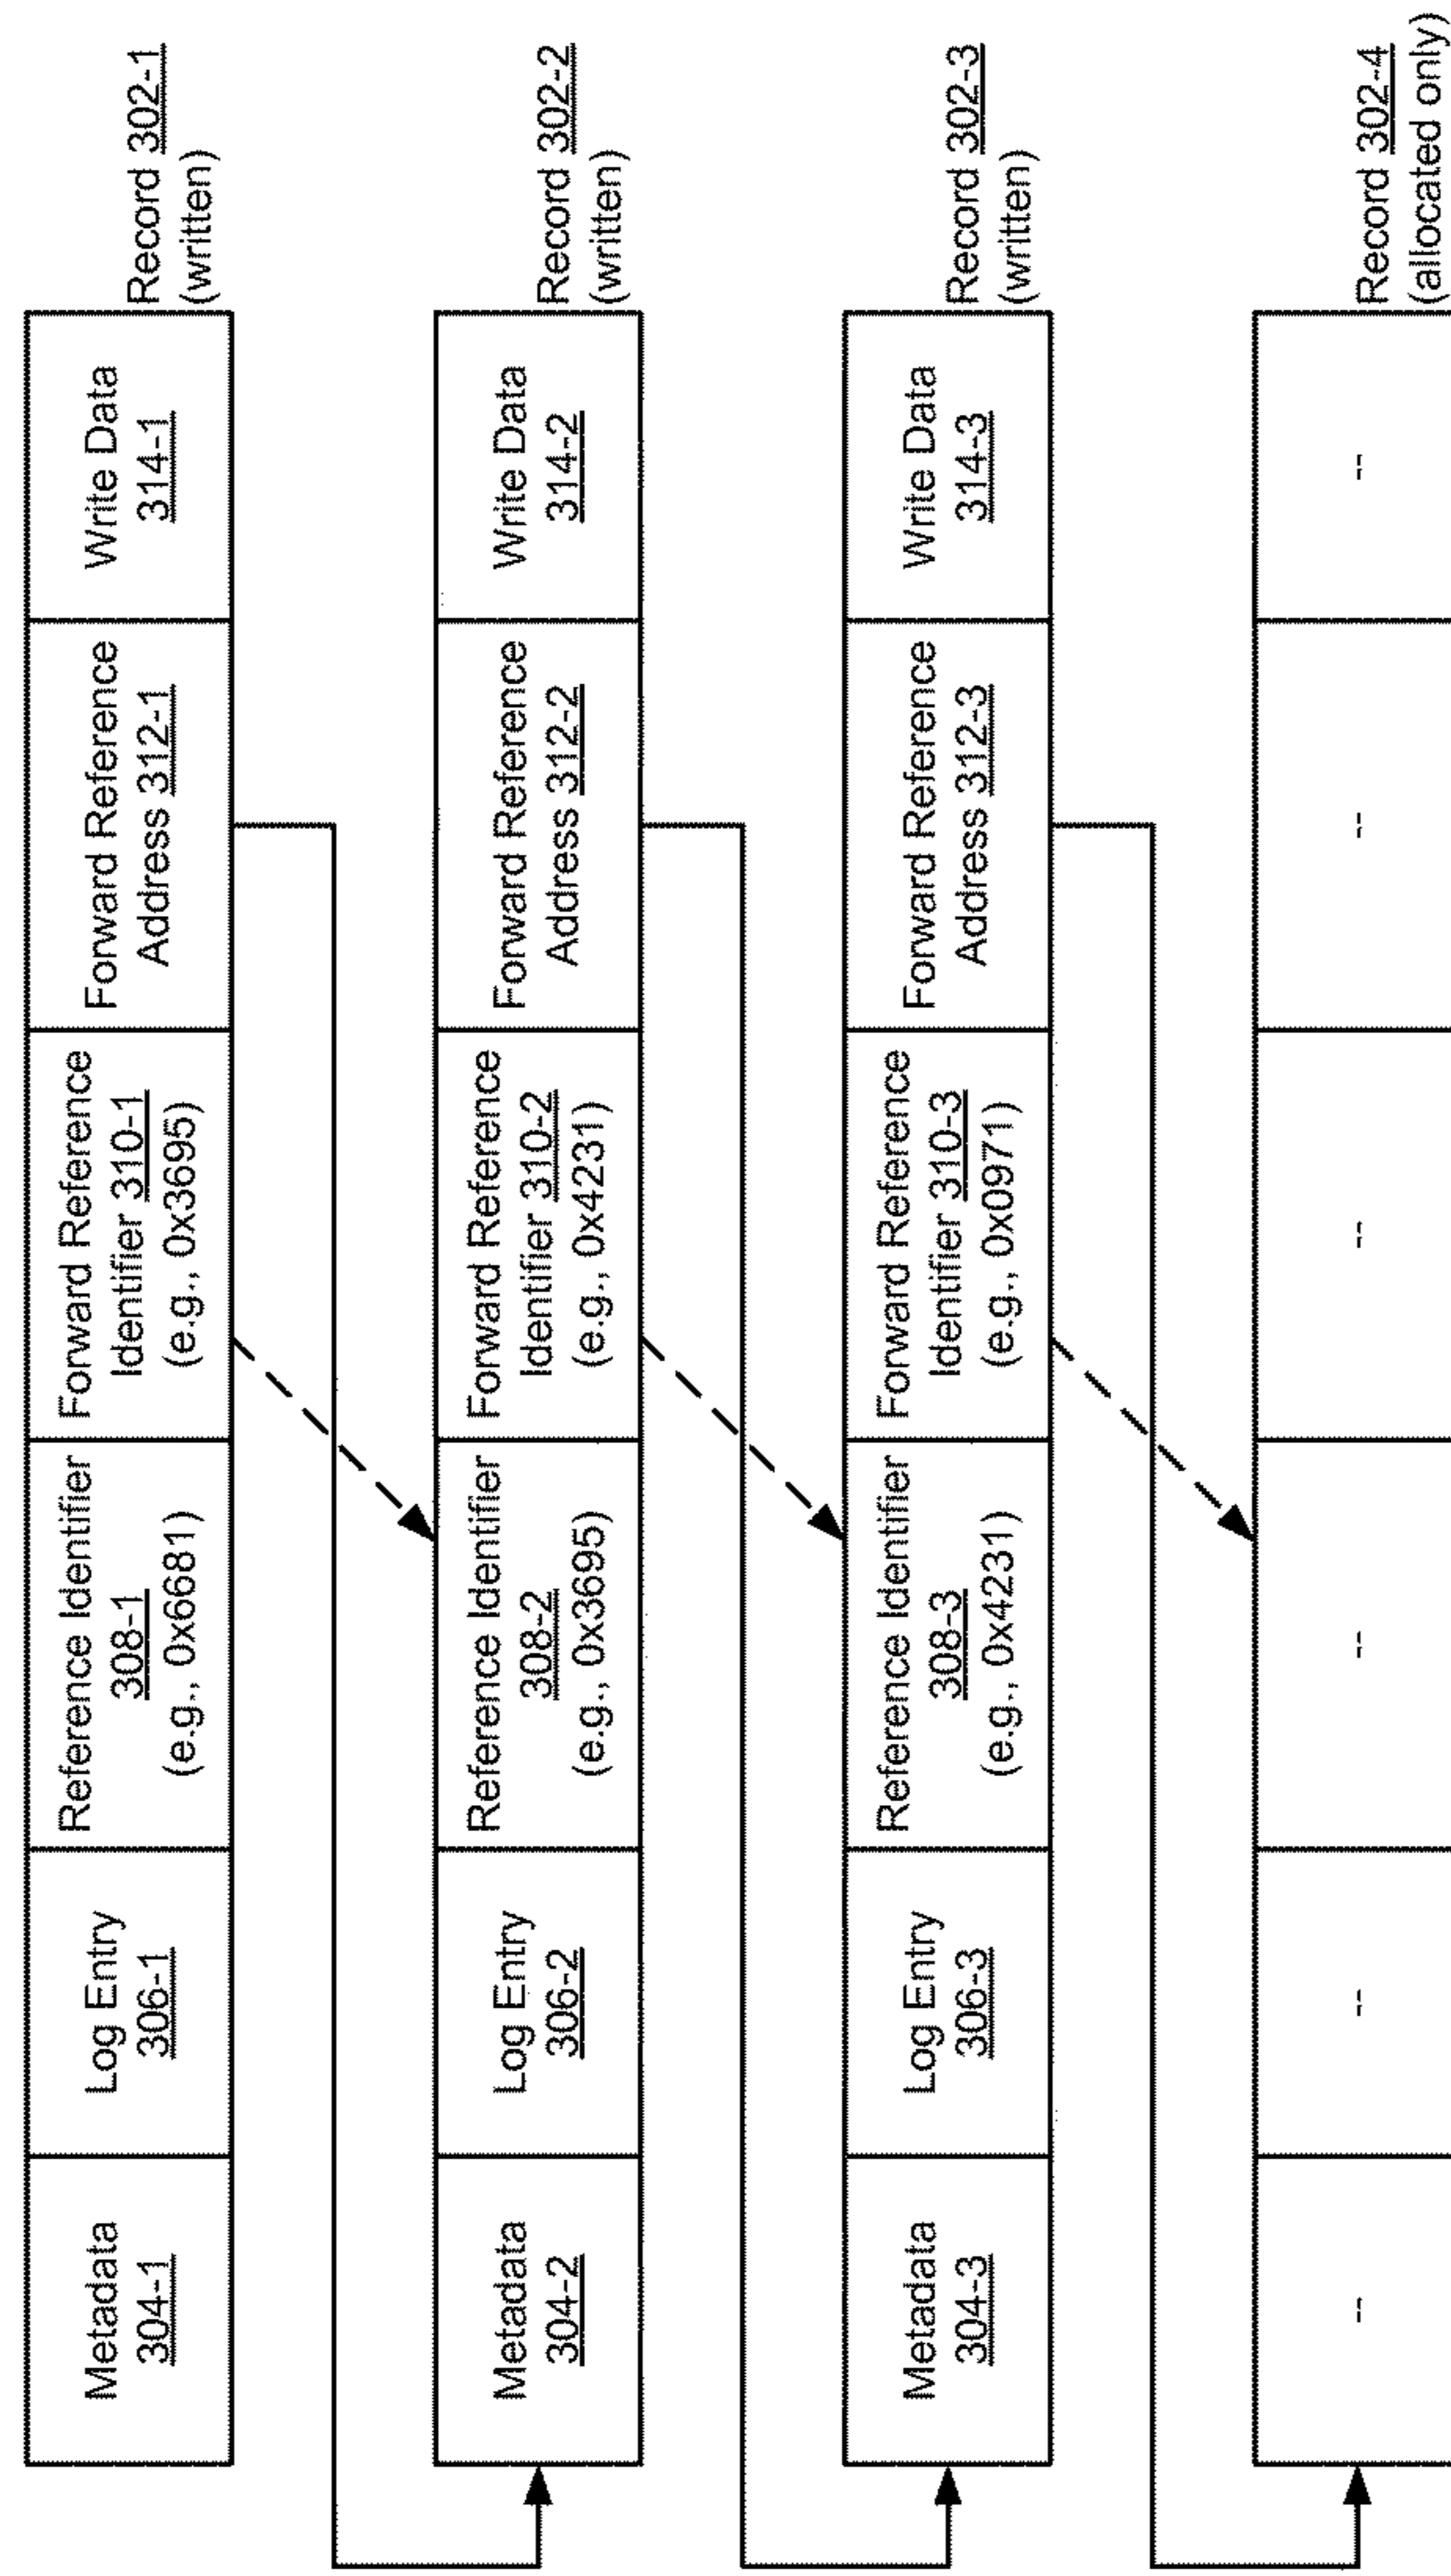 Metadata
304-1
Log Entry
306-1
Reference Identifier
308-1
(e.g., 0x6681)
Forward Reference
Identifier 310-1
(e.g., 0x3695)
Forward Reference
Address 312-1
Write Data
314-1
Record 302-1
(written)
Metadata
304-2
Log Entry
306-2
Reference Identifier
308-2
(e.g., 0x3695)
Forward Reference
Identifier 310-2
(e.g., 0x4231)
Forward Reference
Address 312-2
Write Data
314-2
Record 302-2
(written)
Metadata
304-3
Log Entry
306-3
Reference Identifier
308-3
(e.g., 0x4231)
Forward Reference
Identifier 310-3
(e.g., 0x0971)
Forward Reference
Address 312-3
Write Data
314-3
Record 302-3
(written)
--
--
--
--
--
--
Record 302-4
(allocated only)